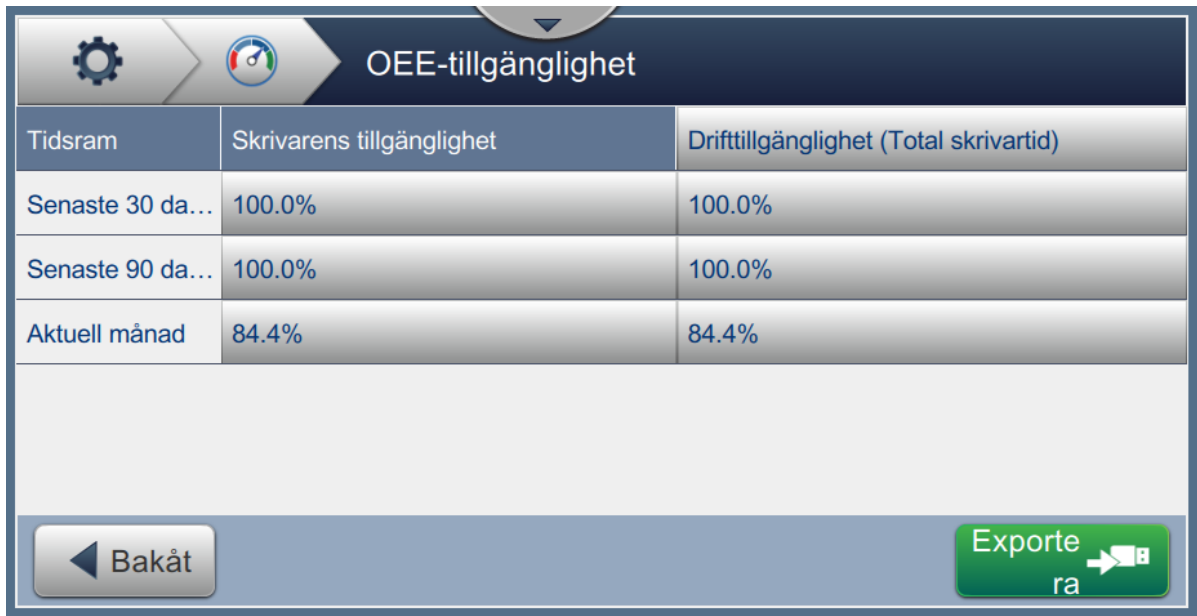 OEE-tillgänglighet
Tidsram Skrivarens tillgänglighet Drifttillgänglighet (Total skrivartid)
Senaste 30 da… 100.0% 100.0%
Senaste 90 da… 100.0% 100.0%
Aktuell månad 84.4% 84.4%
Bakåt
Exporte
ra